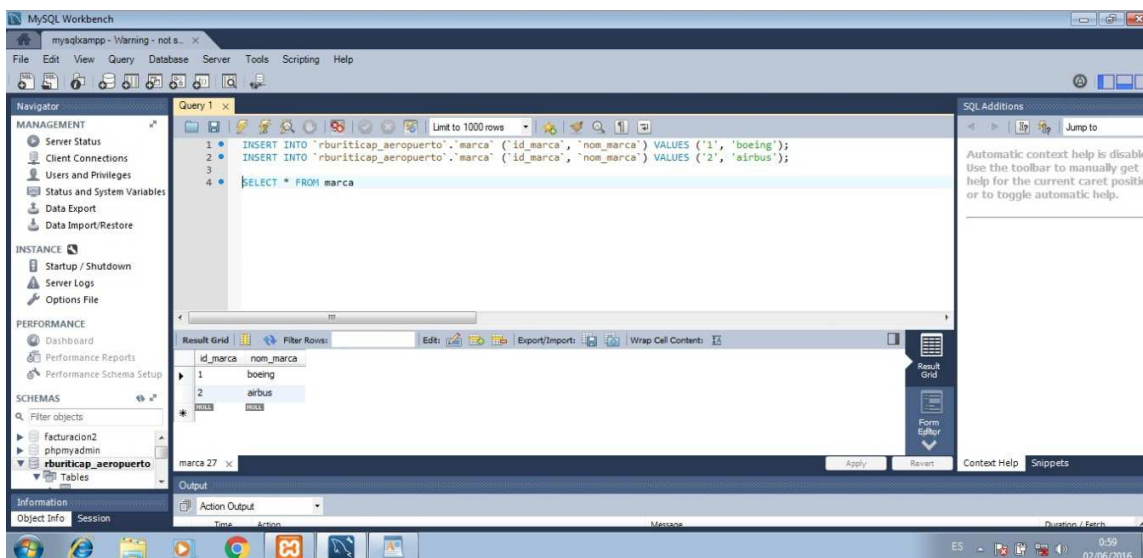 MySQL Workbench
mysqlxampp - Warning - not s...
File Edit View Query Database Server Tools Scripting Help
Navigator
MANAGEMENT
Server Status
Client Connections
Users and Privileges
Status and System Variables
Data Export
Data Import/Restore
INSTANCE
Startup / Shutdown
Server Logs
Options File
PERFORMANCE
Dashboard
Performance Reports
Performance Schema Setup
SCHEMAS
Filter objects
facturacion2
phpmyadmin
rburiticap_aeropuerto
Tables
Information
Object Info Session
Query 1
Limit to 1000 rows
1 INSERT INTO `rburiticap_aeropuerto`.`marca` (`id_marca`, `nom_marca`) VALUES ('1', 'boeing');
2 INSERT INTO `rburiticap_aeropuerto`.`marca` (`id_marca`, `nom_marca`) VALUES ('2', 'airbus');
3
4 SELECT * FROM marca
Result Grid Filter Rows: Edit: Export/Import: Wrap Cell Content:
id_marca nom_marca
1 boeing
2 airbus
NULL NULL
Result Grid
Form Editor
marca 27 Apply Revert
Output
Action Output
Time Action Message Duration / Fetch
SQL Additions
Jump to
Automatic context help is disable
Use the toolbar to manually get
help for the current caret positi
or to toggle automatic help.
Context Help Snippets
ES 0:59
02/06/2016